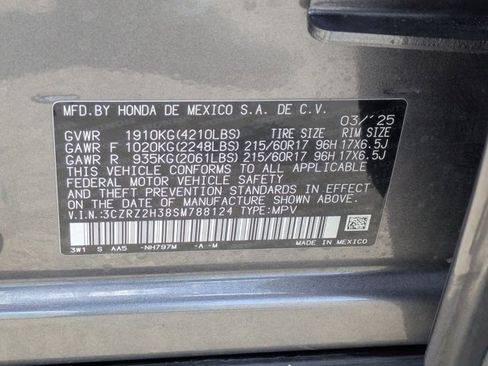 MFD.BY HONDA DE MEXICO S.A. DE C.V.
03/'25
GVWR 1910KG(4210LBS) TIRE SIZE RIM SIZE
GAWR F 1020KG(2248LBS) 215/60R17 96H 17X6.5J
GAWR R 935KG(2061LBS) 215/60R17 96H 17X6.5J
THIS VEHICLE CONFORMS TO ALL APPLICABLE
FEDERAL MOTOR VEHICLE SAFETY
AND THEFT PREVENTION STANDARDS IN EFFECT
ON THE DATE OF MANUFACTURE SHOWN ABOVE.
V.I.N:3CZRZ2H38SM788124 TYPE:MPV
3W1 S AA5 -NH797M -A -M MADE IN MEXICO